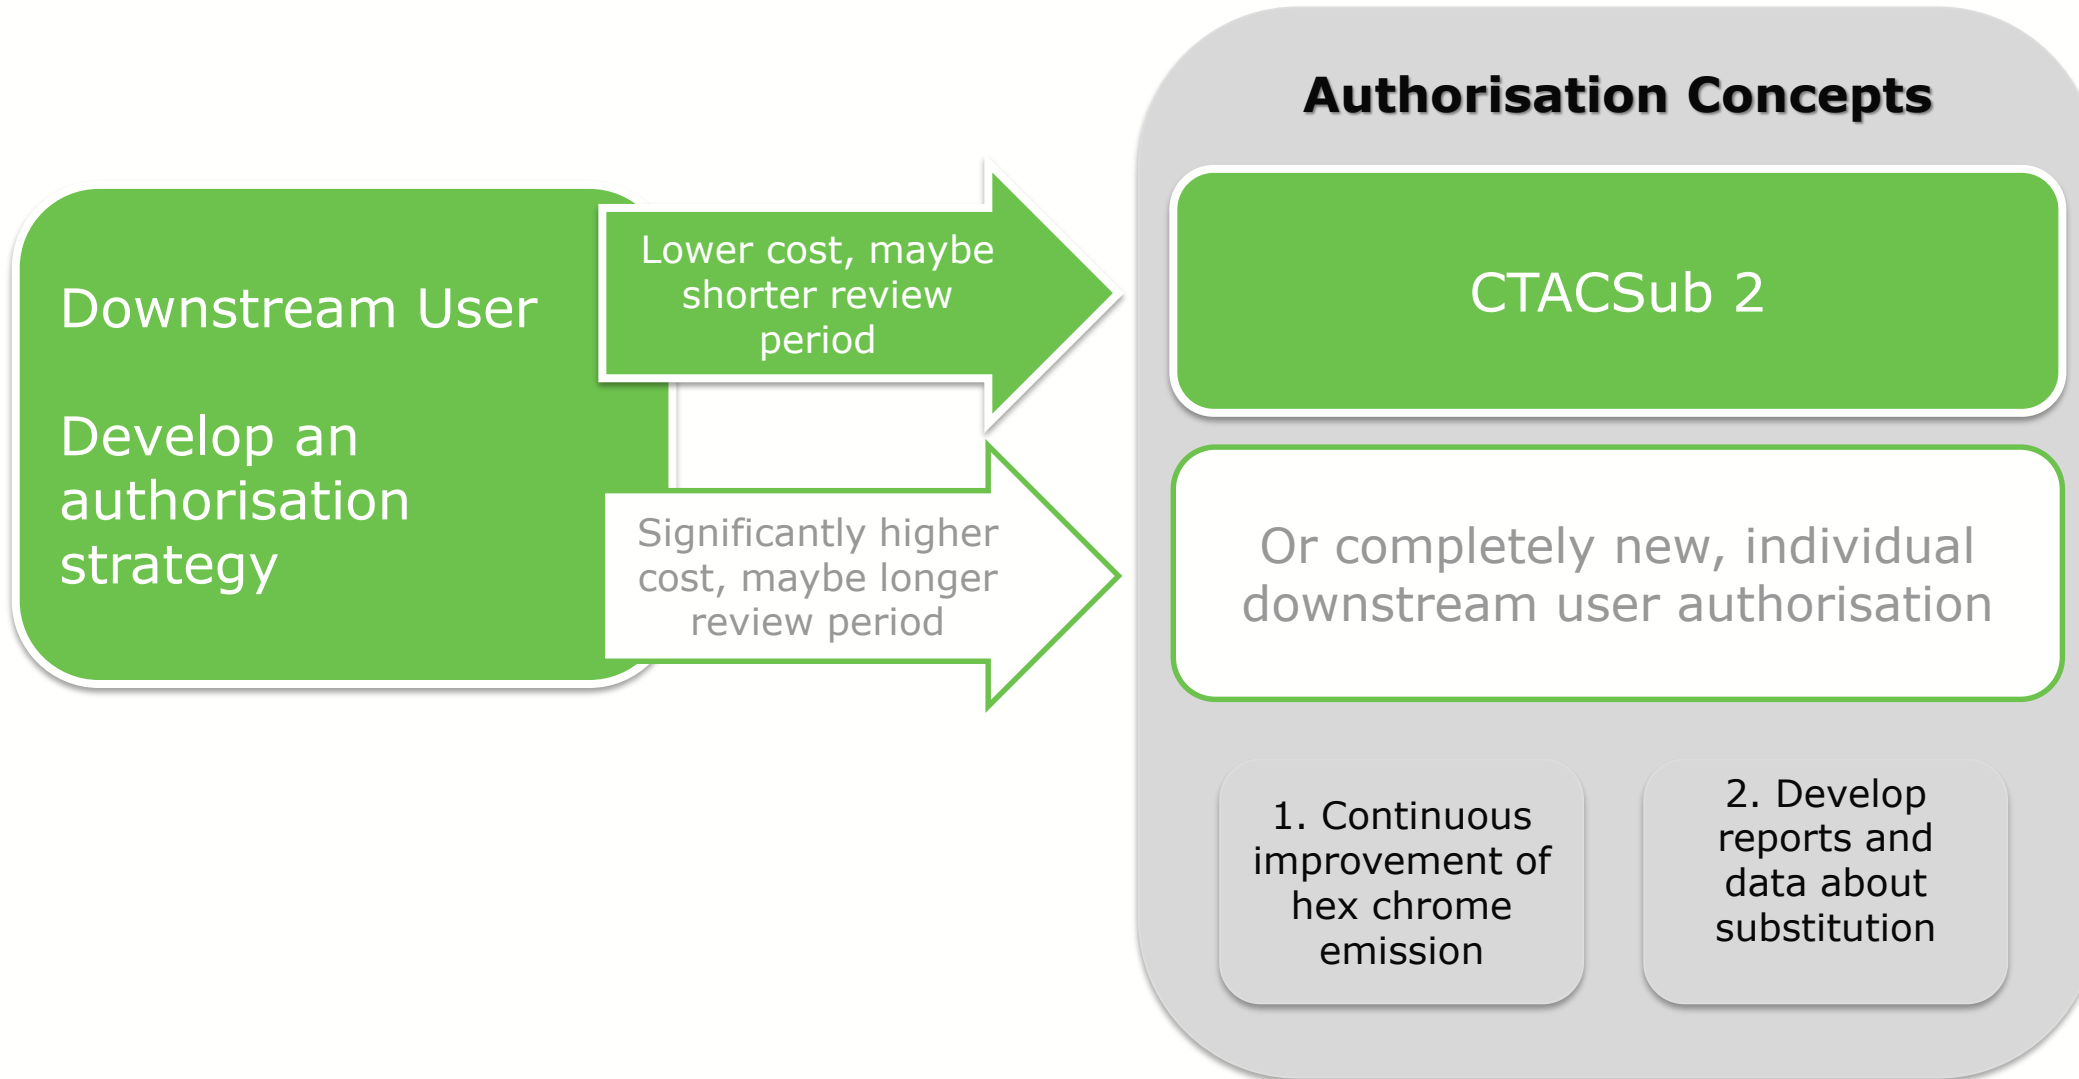 Authorisation Concepts
Downstream User
Develop an
authorisation
strategy
Lower cost, maybe
shorter review
period
CTACSub 2
Significantly higher
cost, maybe longer
review period
Or completely new, individual
downstream user authorisation
1. Continuous
improvement of
hex chrome
emission
2. Develop
reports and
data about
substitution